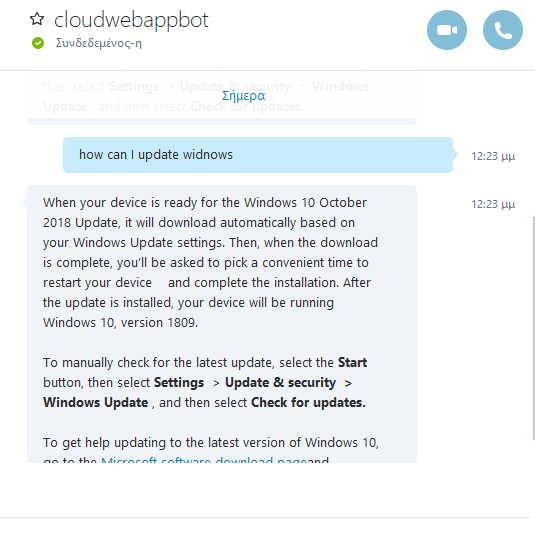 cloudwebappbot
Συνδεδεμένος-η
then select Settings > Update & security > Windows
Σήμερα
Update , and then select Check for updates.
how can I update widnows
12:23 μμ
When your device is ready for the Windows 10 October
12:23 μμ
2018 Update, it will download automatically based on
your Windows Update settings. Then, when the download
is complete, you'll be asked to pick a convenient time to
restart your device and complete the installation. After
the update is installed, your device will be running
Windows 10, version 1809.
To manually check for the latest update, select the Start
button, then select Settings > Update & security >
Windows Update , and then select Check for updates.
To get help updating to the latest version of Windows 10,
go to the Microsoft software download pageand